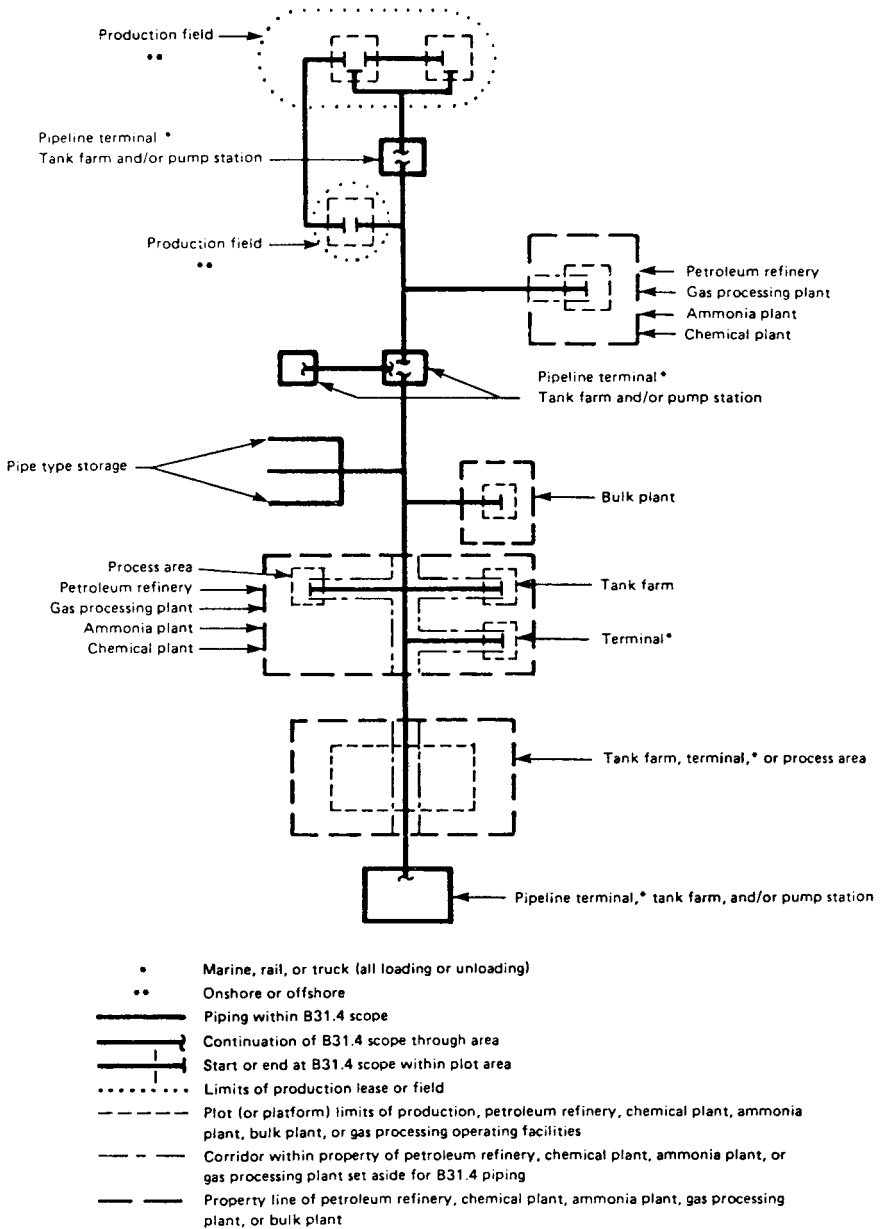 Production field
••
Pipeline terminal *
Tank farm and/or pump station
Production field
••
Petroleum refinery
Gas processing plant
Ammonia plant
Chemical plant
Pipeline terminal*
Tank farm and/or pump station
Pipe type storage
Bulk plant
Process area
Petroleum refinery
Gas processing plant
Ammonia plant
Chemical plant
Tank farm
Terminal*
Tank farm, terminal,* or process area
Pipeline terminal,* tank farm, and/or pump station
• Marine, rail, or truck (all loading or unloading)
•• Onshore or offshore
Piping within B31.4 scope
Continuation of B31.4 scope through area
Start or end at B31.4 scope within plot area
Limits of production lease or field
Plot (or platform) limits of production, petroleum refinery, chemical plant, ammonia
plant, bulk plant, or gas processing operating facilities
Corridor within property of petroleum refinery, chemical plant, ammonia plant, or
gas processing plant set aside for B31.4 piping
Property line of petroleum refinery, chemical plant, ammonia plant, gas processing
plant, or bulk plant